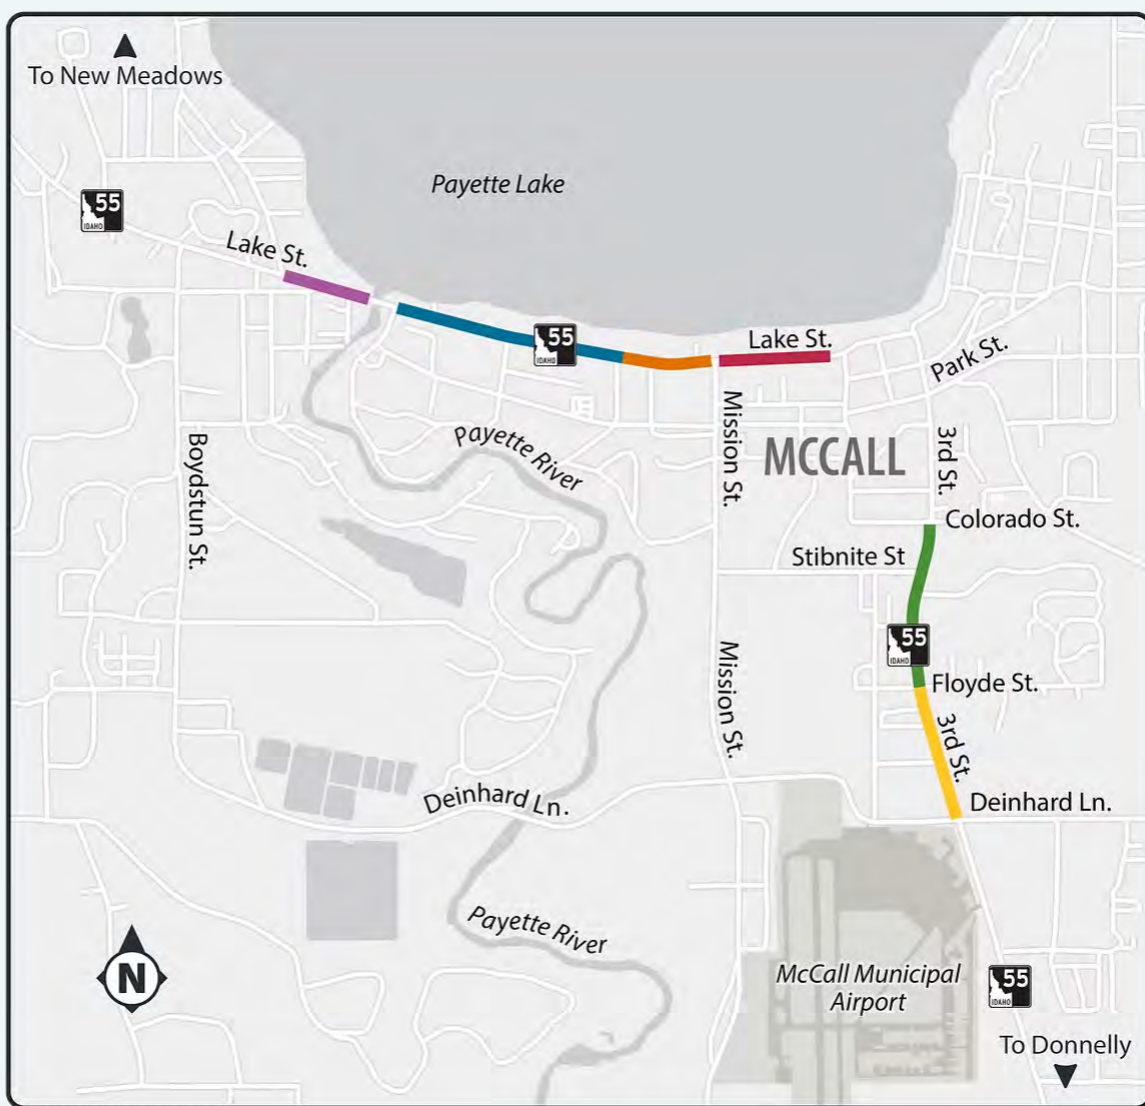 To New Meadows
Payette Lake
55
IDAHO
Lake St.
55
IDAHO
Lake St.
Park St.
Mission St.
MCCALL
3rd St.
Payette River
Boydstun St.
Colorado St.
Stibnite St
55
IDAHO
Floyde St.
Mission St.
3rd St.
Deinhard Ln.
Deinhard Ln.
Payette River
N
McCall Municipal
Airport
55
IDAHO
To Donnelly